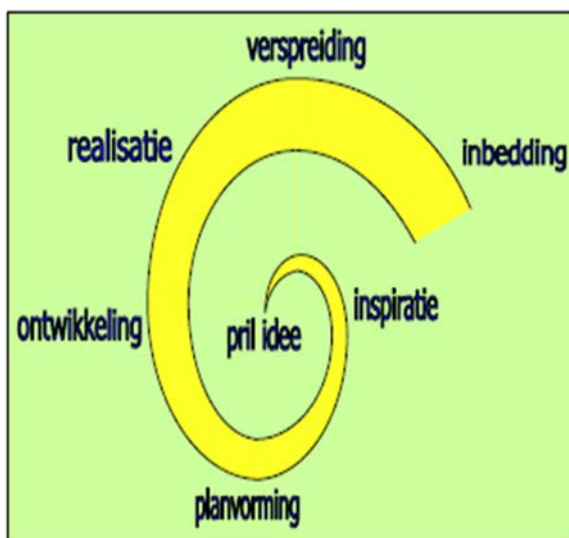 verspreiding
realisatie
inbedding
ontwikkeling
pril idee
inspiratie
planvorming